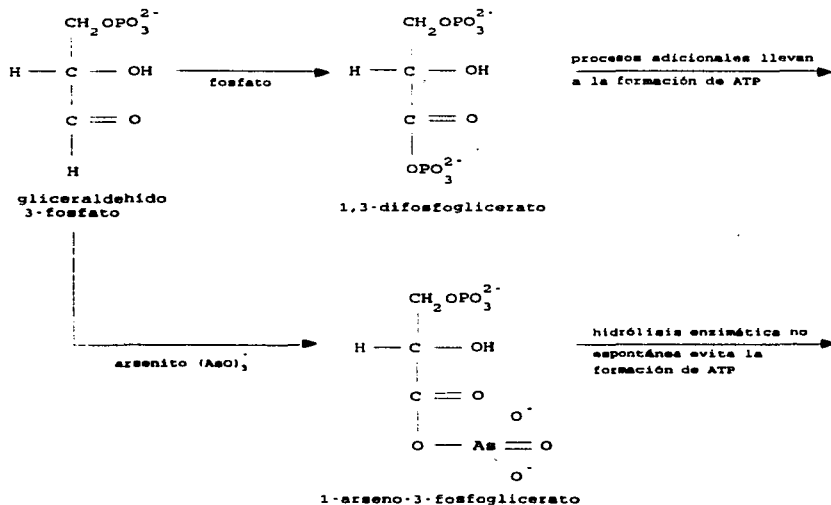 CH2OPO3 2-
H — C — OH
C = O
H
gliceraldehido
3-fosfato
fosfato
CH2OPO3 2-
H — C — OH
C = O
OPO3 2-
1,3-difosfoglicerato
procesos adicionales llevan
a la formación de ATP
arsenito (AsO)3 -
CH2OPO3 2-
H — C — OH
C = O
O-
O — As = O
O-
1-arseno-3-fosfoglicerato
hidrólisis enzimática no
espontánea evita la
formación de ATP